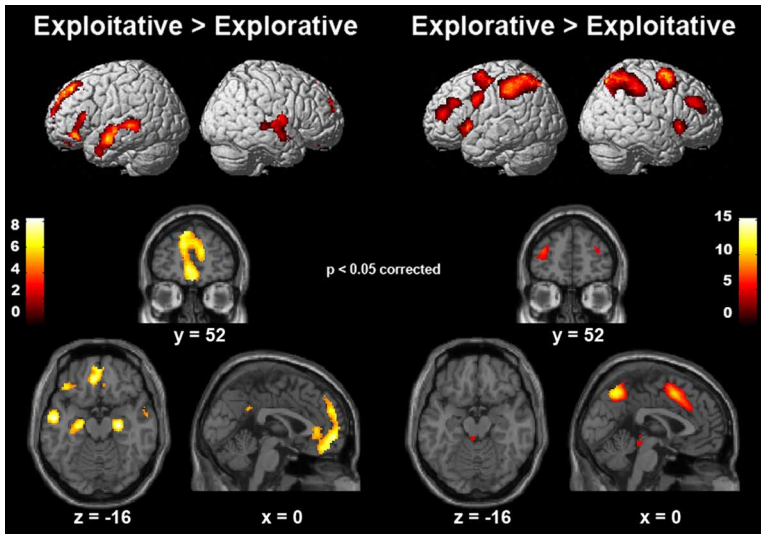 Exploitative > Explorative
Explorative > Exploitative
8
6
4
2
0
p < 0.05 corrected
15
10
5
0
y = 52
y = 52
z = -16
x = 0
z = -16
x = 0